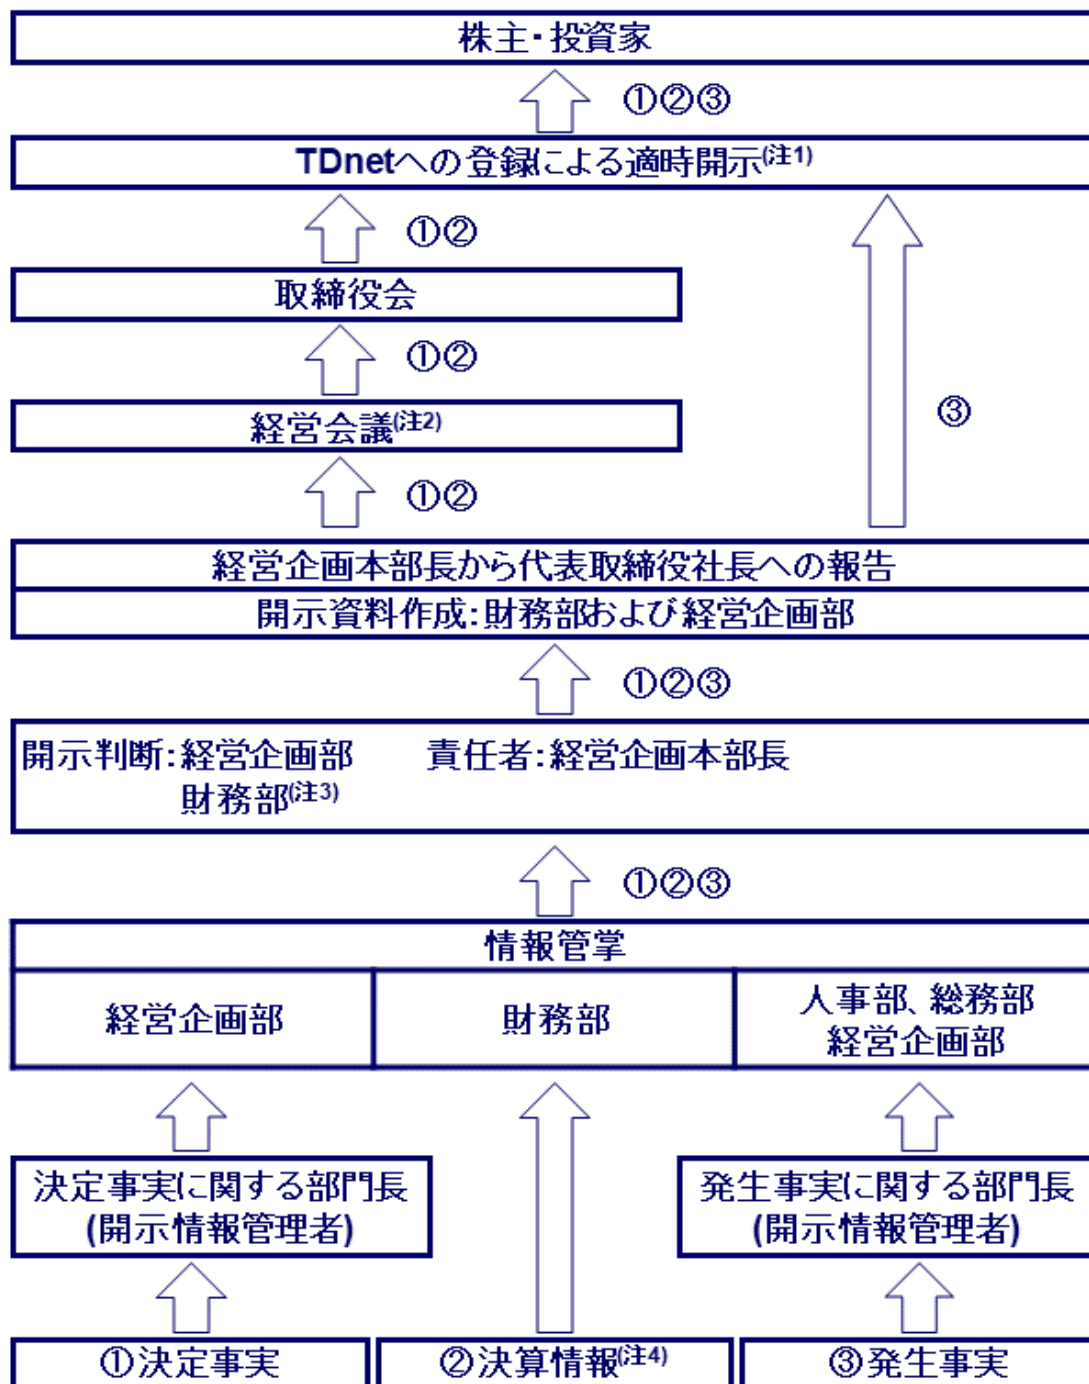 株主・投資家
①②③
TDnetへの登録による適時開示(注1)
①②
取締役会
①②
③
経営会議(注2)
①②
経営企画本部長から代表取締役社長への報告
開示資料作成:財務部および経営企画部
①②③
開示判断:経営企画部 責任者:経営企画本部長
財務部(注3)
①②③
情報管掌
経営企画部
財務部
人事部、総務部
経営企画部
決定事実に関する部門長
(開示情報管理者)
発生事実に関する部門長
(開示情報管理者)
①決定事実
②決算情報(注4)
③発生事実